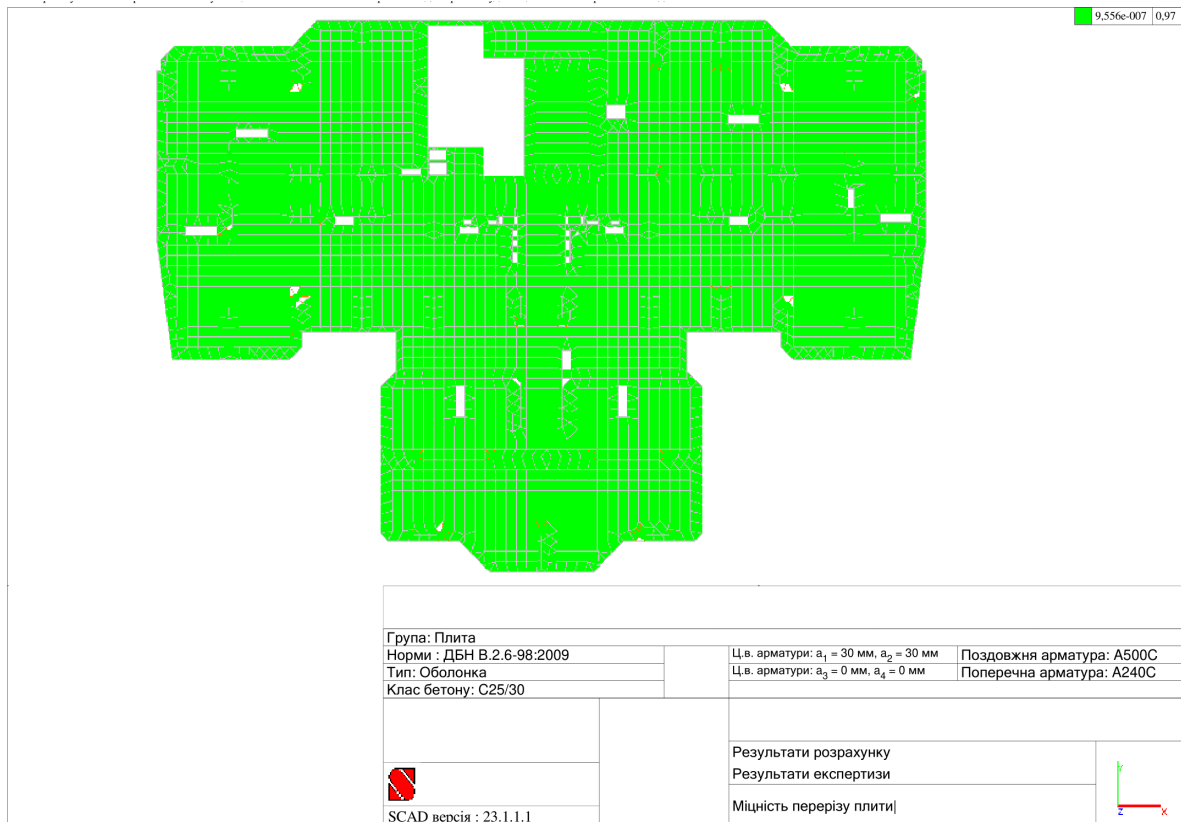 9,556e-007 0,97
Група: Плита
Норми : ДБН В.2.6-98:2009
Ц.в. арматури: a1 = 30 мм, a2 = 30 мм
Поздовжня арматура: A500C
Тип: Оболонка
Ц.в. арматури: a3 = 0 мм, a4 = 0 мм
Поперечна арматура: A240C
Клас бетону: C25/30
Результати розрахунку
Результати експертизи
Міцність перерізу плити
SCAD версія : 23.1.1.1
Y
Z
X